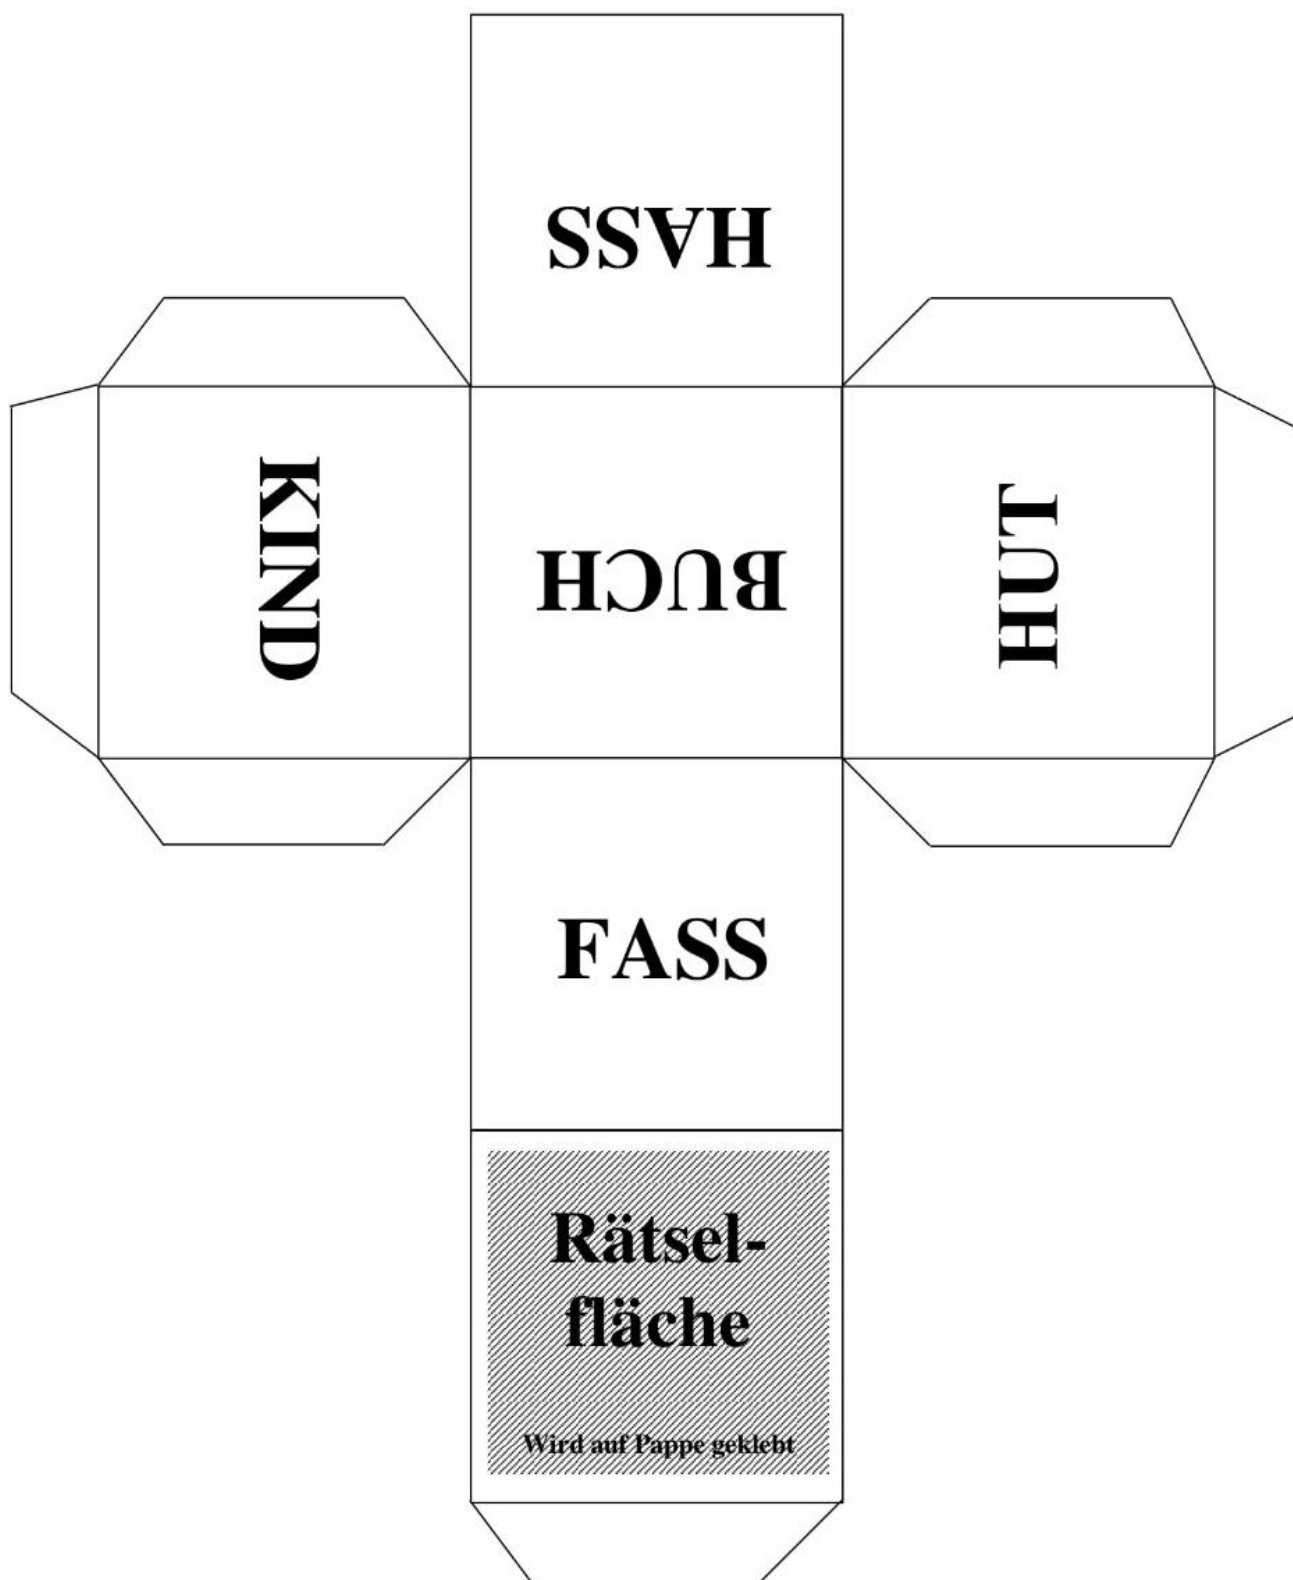 HASS
KIND
BUCH
HUT
FASS
Rätsel-
fläche
Wird auf Pappe geklebt